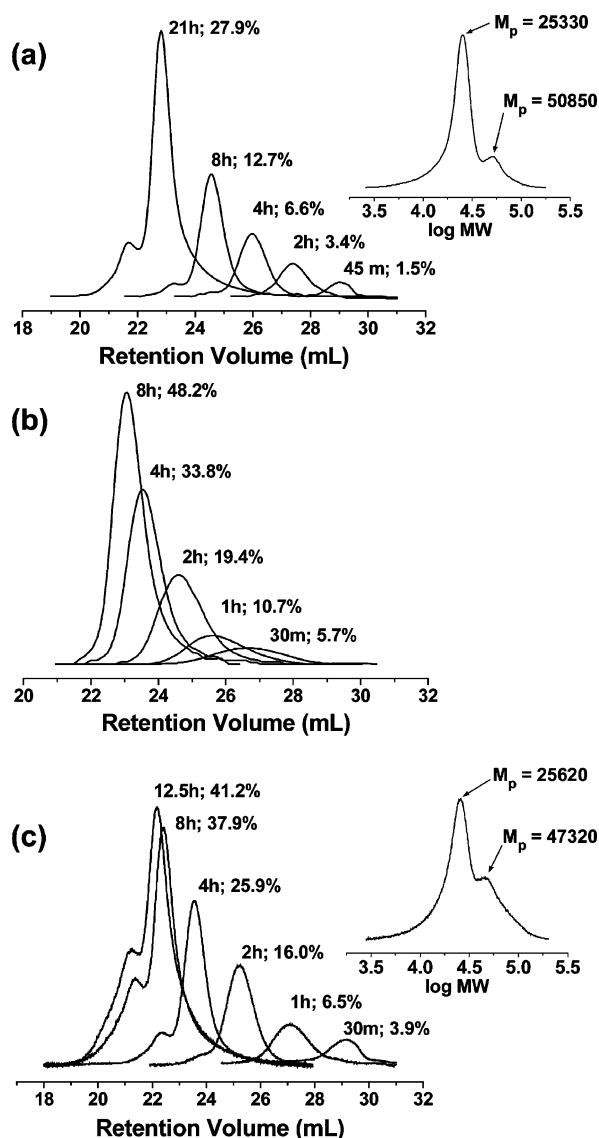 (a)
21h; 27.9%
8h; 12.7%
4h; 6.6%
2h; 3.4%
45 m; 1.5%
Mp = 25330
Mp = 50850
3.5 4.0 4.5 5.0 5.5
log MW
18 20 22 24 26 28 30 32
Retention Volume (mL)
(b)
8h; 48.2%
4h; 33.8%
2h; 19.4%
1h; 10.7%
30m; 5.7%
20 22 24 26 28 30 32
Retention Volume (mL)
(c)
12.5h; 41.2%
8h; 37.9%
4h; 25.9%
2h; 16.0%
1h; 6.5%
30m; 3.9%
Mp = 25620
Mp = 47320
3.5 4.0 4.5 5.0 5.5
log MW
18 20 22 24 26 28 30 32
Retention Volume (mL)